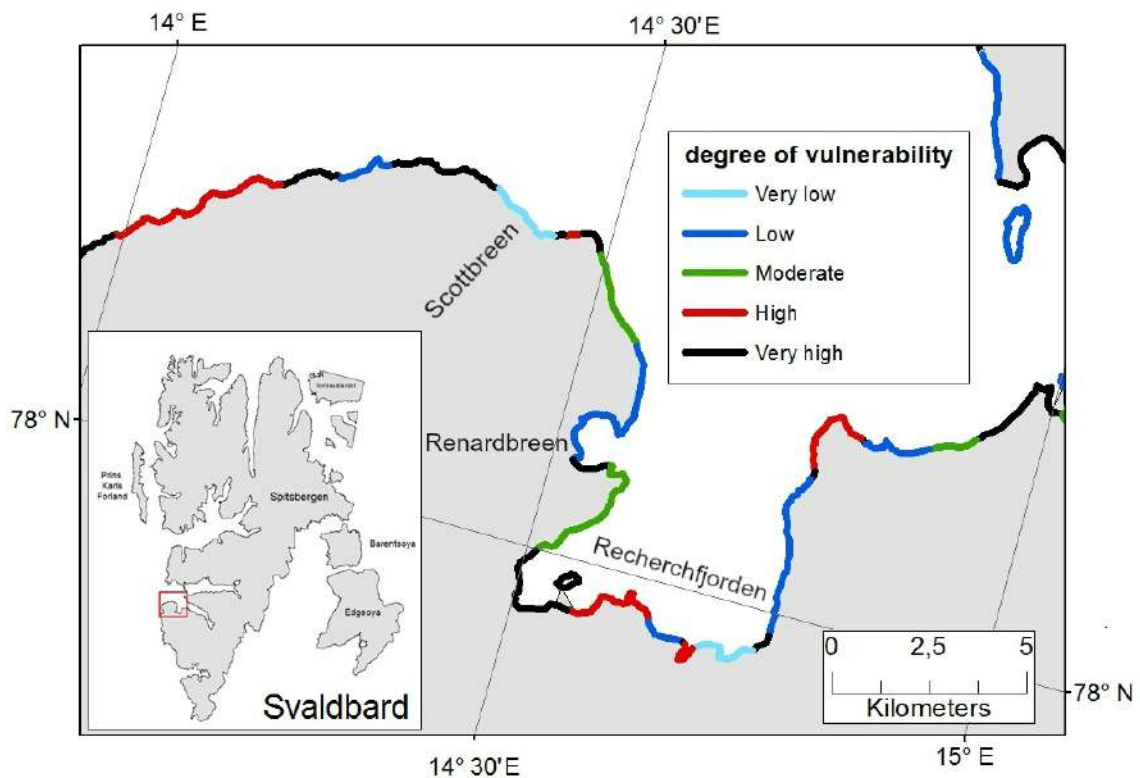 14° E
14° 30' E
degree of vulnerability
Very low
Low
Moderate
High
Very high
Scottbreen
78° N
Renardbreen
Prins
Karls
Forland
Spitsbergen
Barentsøya
Edgeøya
Svaldbard
Recherchfjorden
0 2,5 5
Kilometers
78° N
14° 30' E
15° E